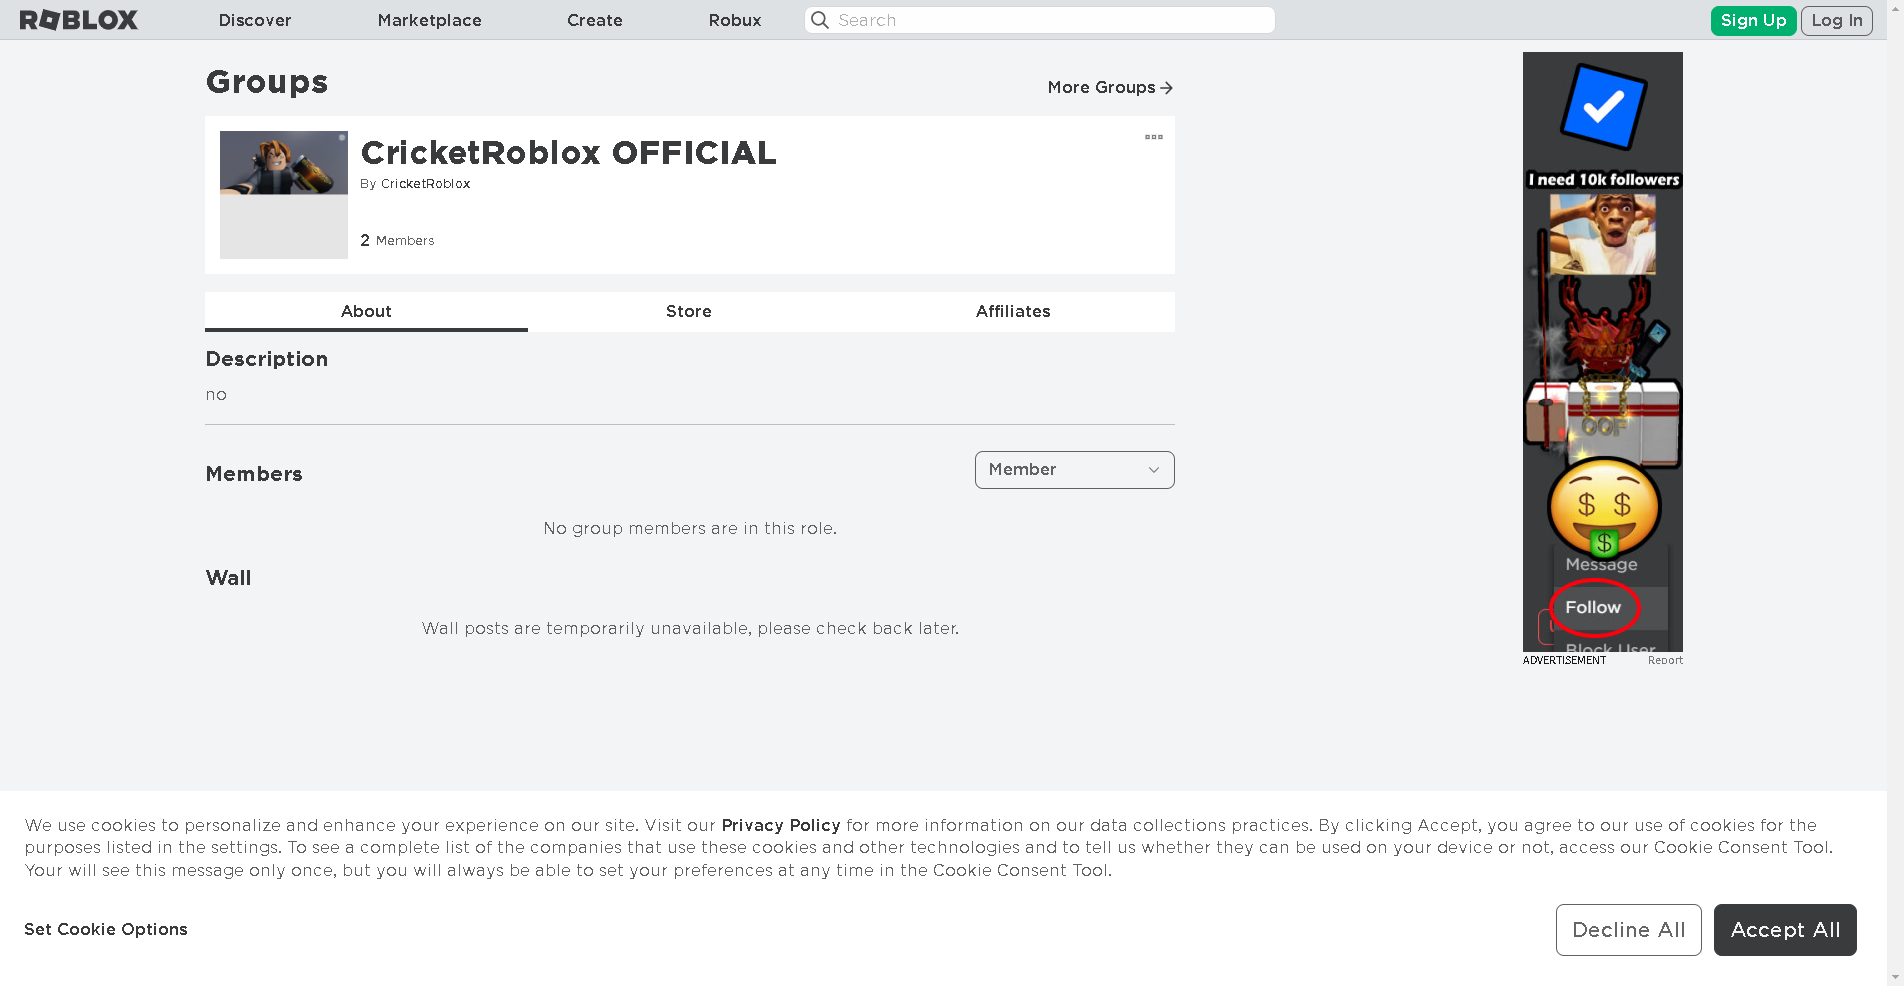 ROBLOX
Discover
Marketplace
Create
Robux
Search
Sign Up
Log In
Groups
More Groups
CricketRoblox OFFICIAL
By CricketRoblox
2 Members
About
Store
Affiliates
Description
no
Members
Member
No group members are in this role.
Wall
Wall posts are temporarily unavailable, please check back later.
I need 10k followers
OOF
$ $
$
Message
Follow
Block User
ADVERTISEMENT
Report
We use cookies to personalize and enhance your experience on our site. Visit our Privacy Policy for more information on our data collections practices. By clicking Accept, you agree to our use of cookies for the
purposes listed in the settings. To see a complete list of the companies that use these cookies and other technologies and to tell us whether they can be used on your device or not, access our Cookie Consent Tool.
Your will see this message only once, but you will always be able to set your preferences at any time in the Cookie Consent Tool.
Set Cookie Options
Decline All
Accept All